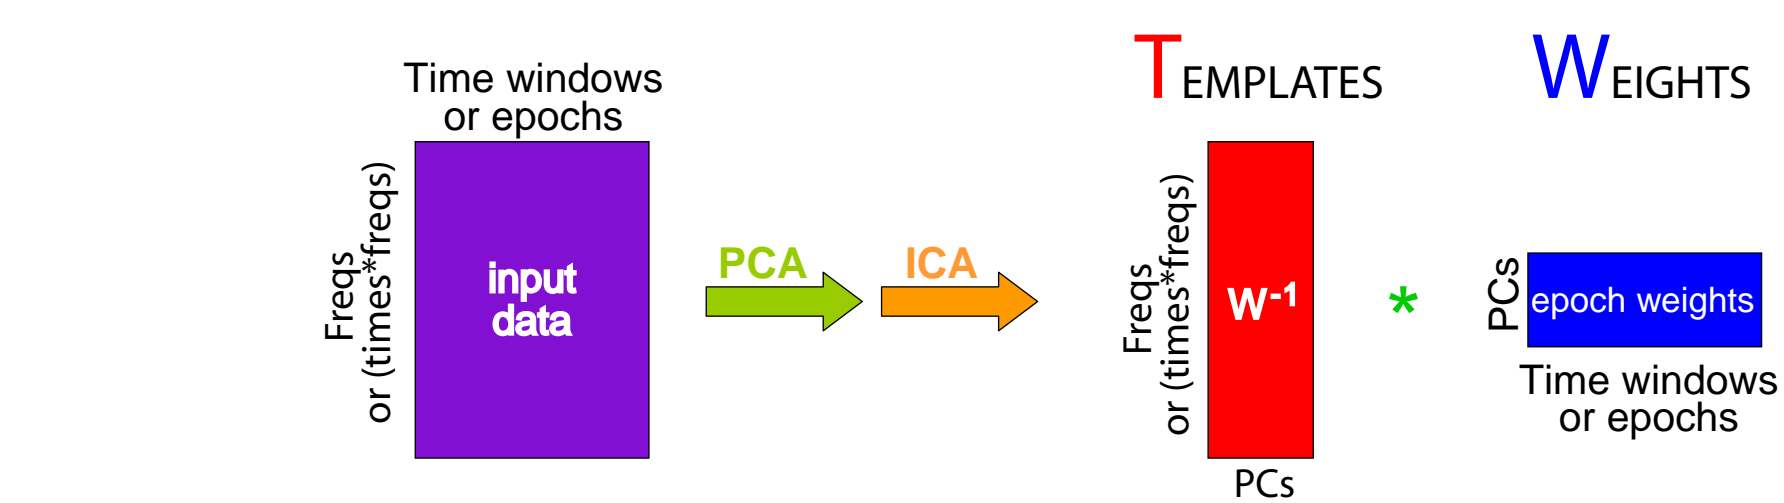 Time windows
or epochs
Freqs
or (times*freqs)
input
data
PCA
ICA
TEMPLATES
Freqs
or (times*freqs)
W-1
PCs
*
WEIGHTS
PCs
epoch weights
Time windows
or epochs